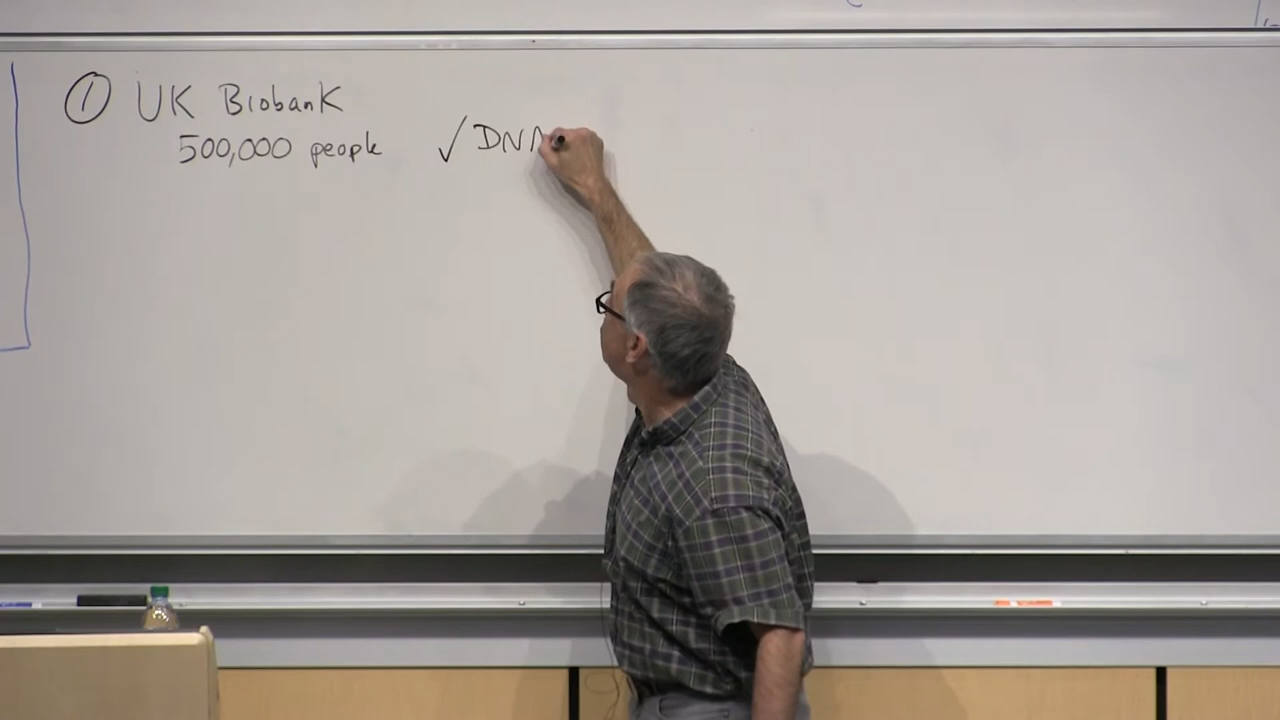 ① UK Biobank
500,000 people ✓ DNA